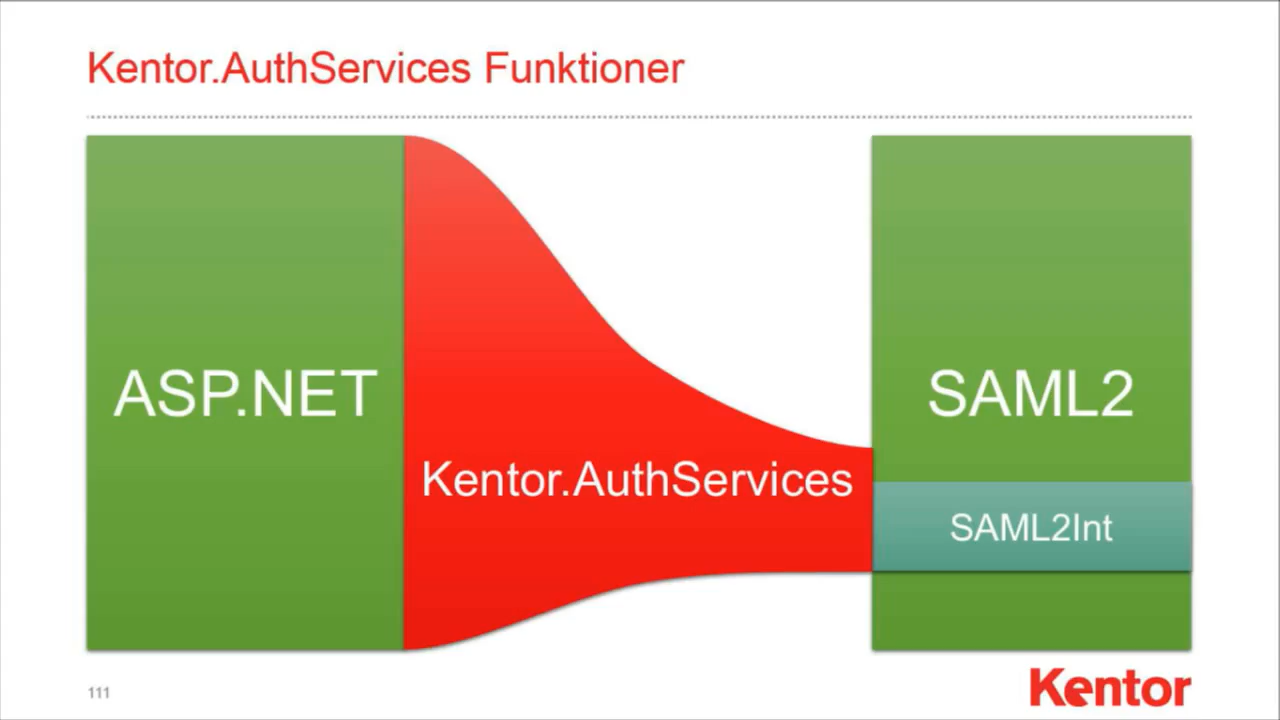 Kentor.AuthServices Funktioner
ASP.NET
SAML2
Kentor.AuthServices
SAML2Int
111
Kentor